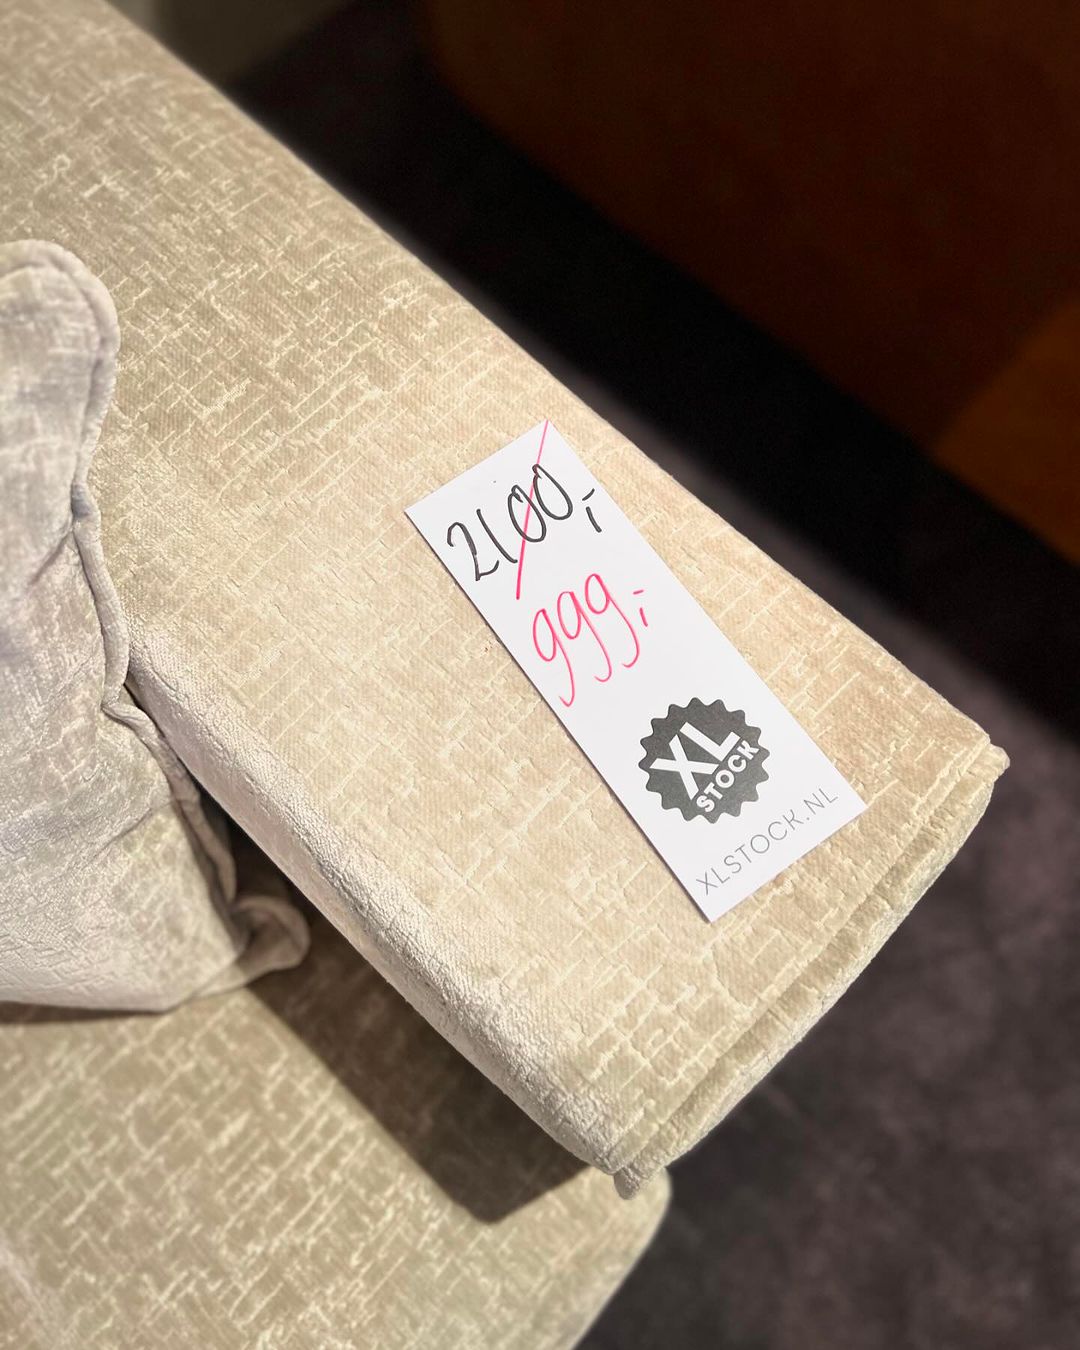 2100,-
999,-
XL
STOCK
XLSTOCK.NL